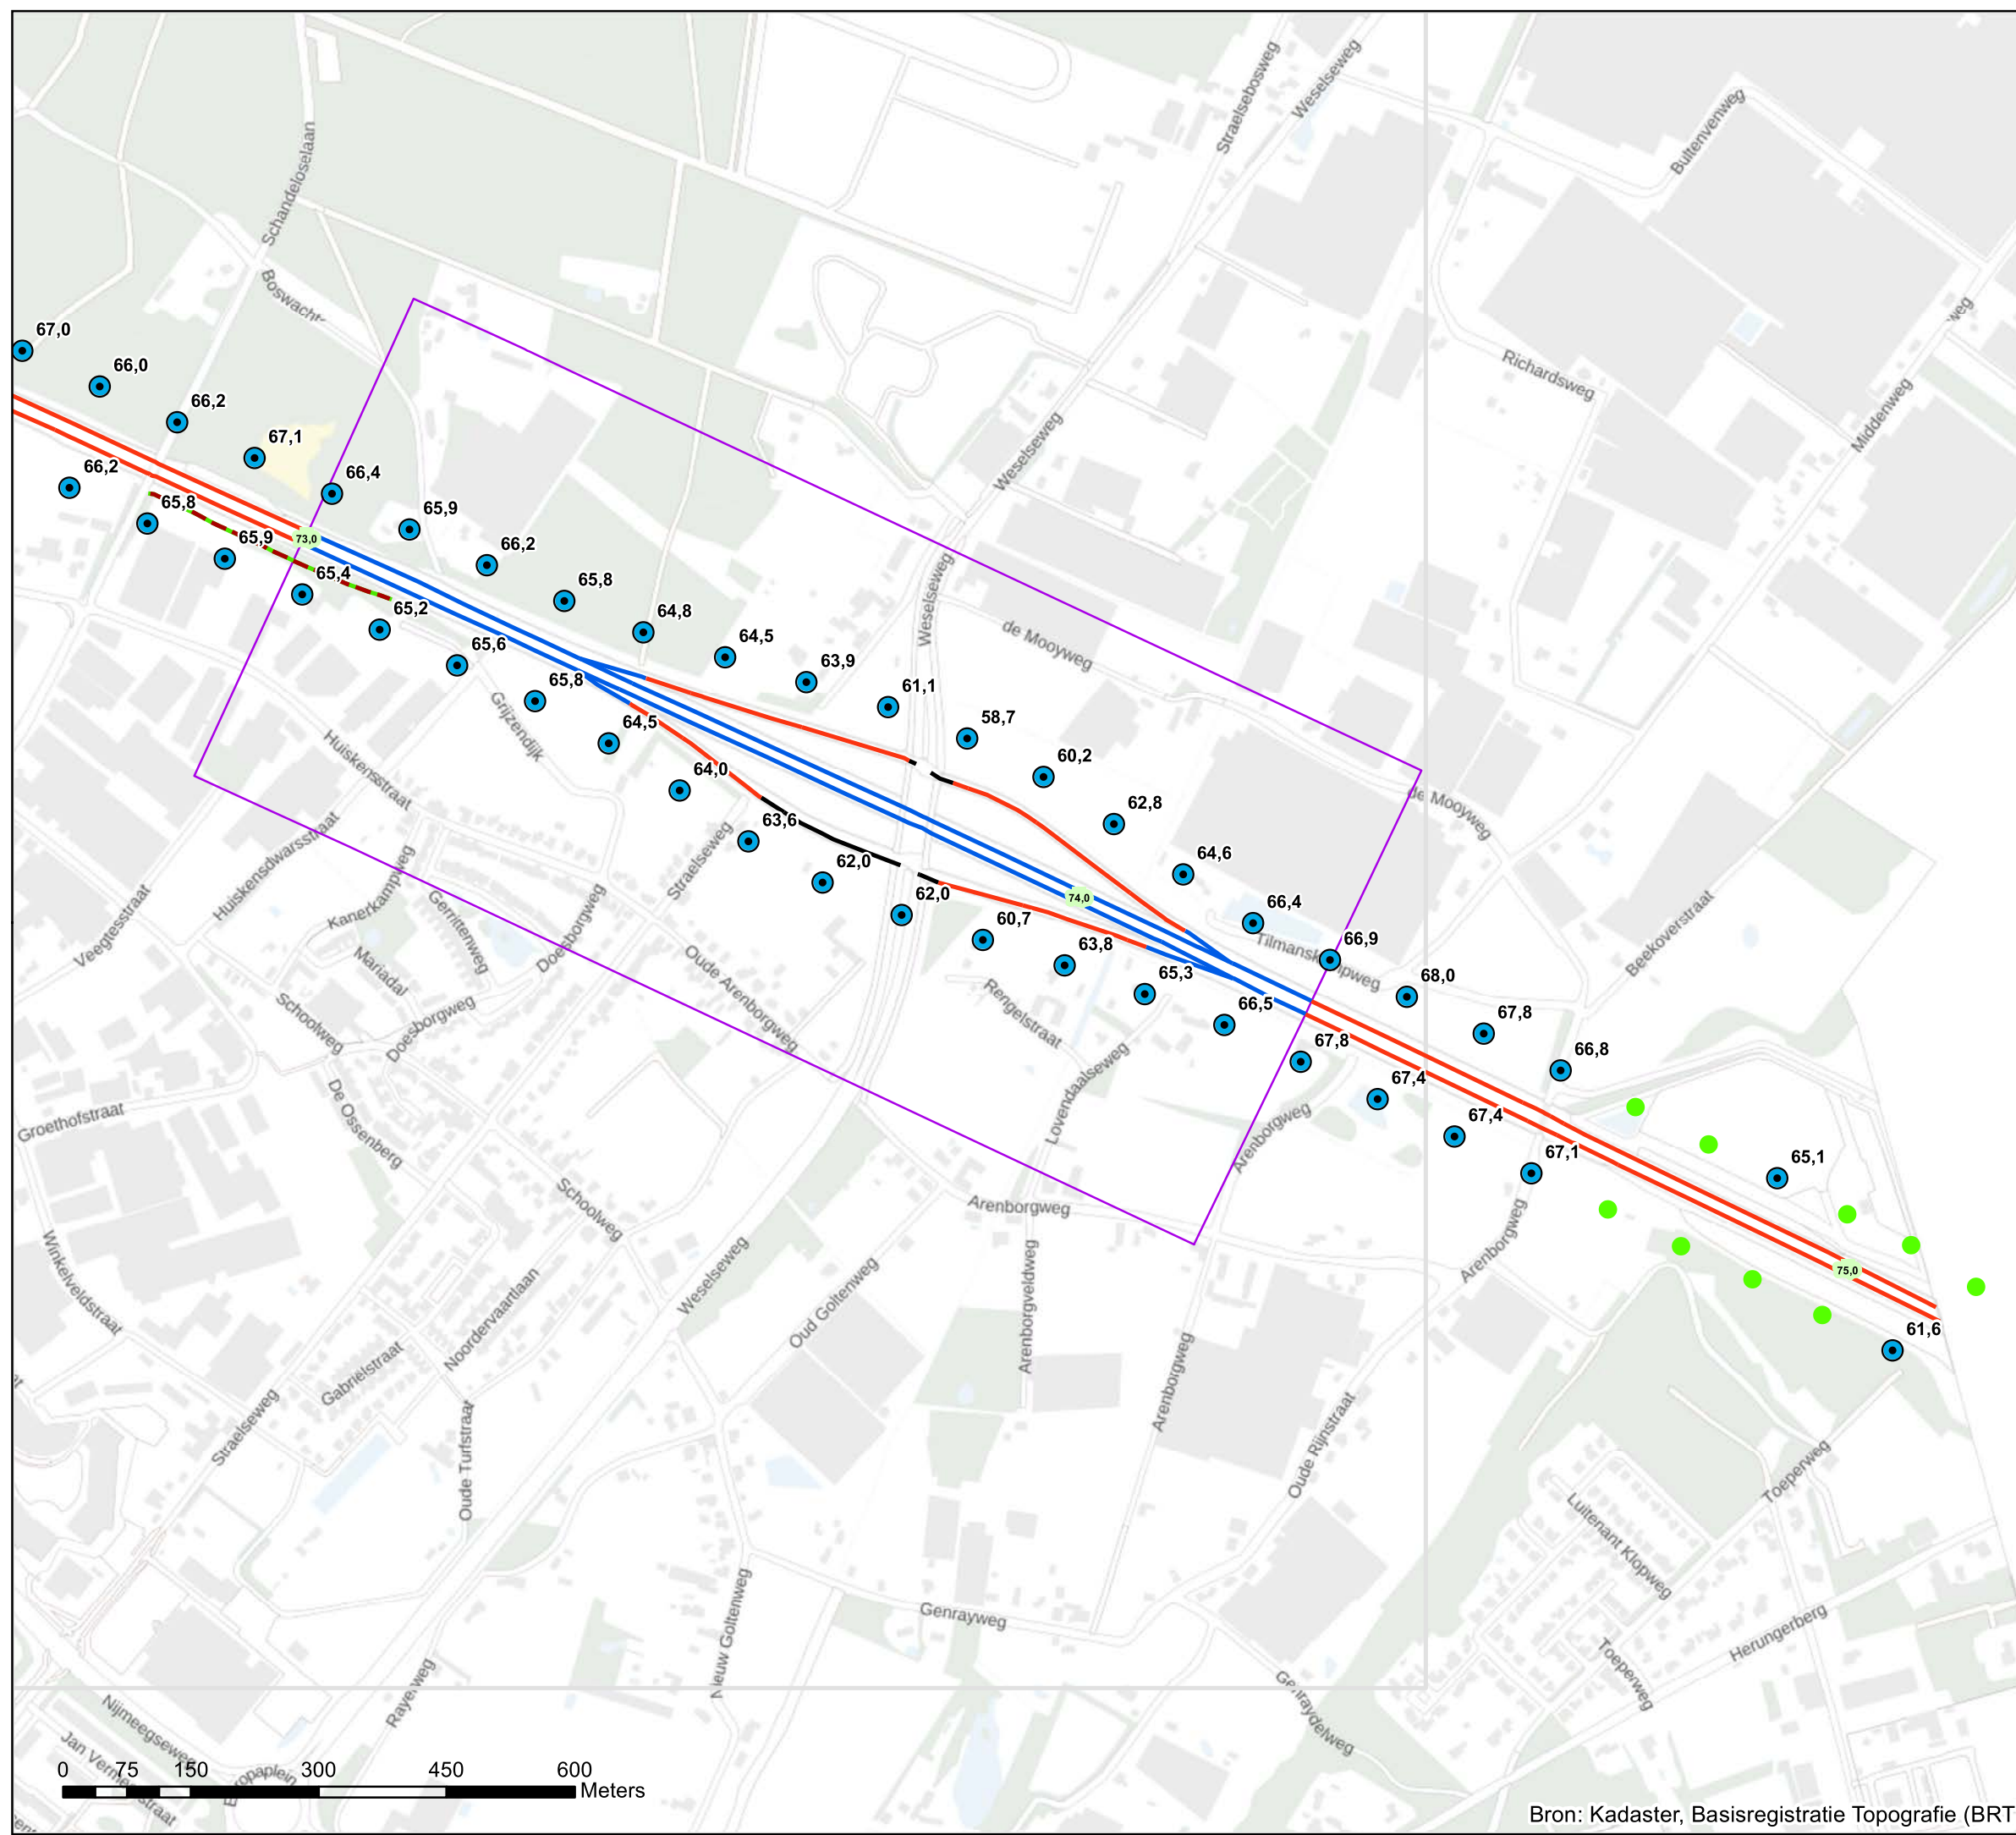 Straelsebosweg
Weselseweg
Bultenvenweg
Schandeloselaan
Boswachte
weg
67,0
66,0
66,2
67,1
66,4
65,9
66,2
65,8
64,8
64,5
63,9
61,1
58,7
60,2
62,8
64,6
66,4
66,9
68,0
67,8
66,8
65,1
66,2
65,8
65,9
65,4
65,2
65,6
65,8
64,5
64,0
63,6
62,0
62,0
60,7
63,8
65,3
66,5
67,8
67,4
67,4
67,1
61,6
73,0
74,0
75,0
Richardsweg
Middenweg
Weselseweg
Weselseweg
de Mooyweg
de Mooyweg
Grijzendijk
Huiskensstraat
Huiskensdwarsstraat
Straelseweg
Kanerkampweg
Gerrittenweg
Doesborgweg
Veegtesstraat
Mariadal
Oude Arenborgweg
Beekoverstraat
Schoolweg
Doesborgweg
Rengelstraat
Lovendaalseweg
Groethofstraat
De Ossenberg
Arenborgweg
Schoolweg
Arenborgweg
Arenborgweg
Weselseweg
Winkelveldstraat
Oud Goltenweg
Arenborgveldweg
Noordervaartlaan
Gabriëlstraat
Arenborgweg
Straelseweg
Oude Turfstraat
Oude Rijnstraat
Toeperweg
Luitenant Klopweg
Genrayweg
Herungerberg
Nieuw Goltenweg
Toeperweg
Rayerweg
Genraydelweg
Nijmeegseweg
0 75 150 300 450 600
Meters
Bron: Kadaster, Basisregistratie Topografie (BRT